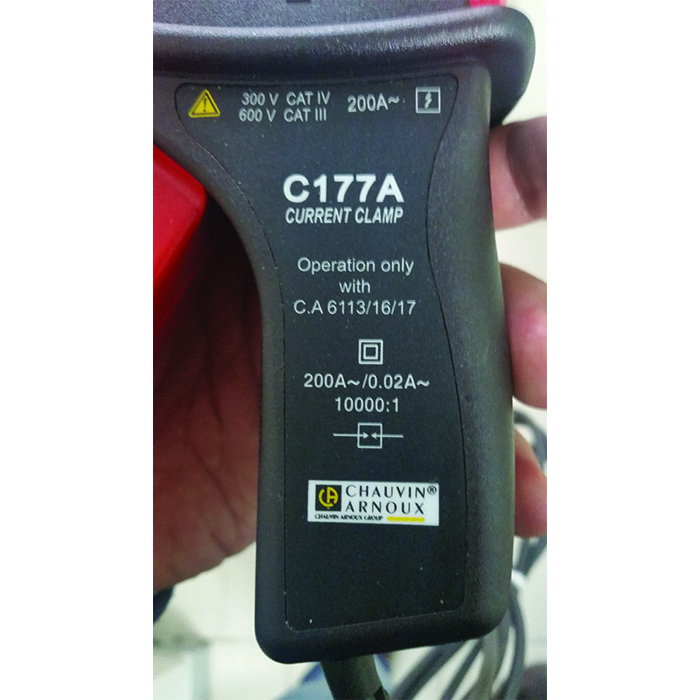 300 V CAT IV
600 V CAT III
200A~
C177A
CURRENT CLAMP
Operation only
with
C.A 6113/16/17
200A~/0.02A~
10000:1
CA
CHAUVIN®
ARNOUX
CHAUVIN ARNOUX GROUP